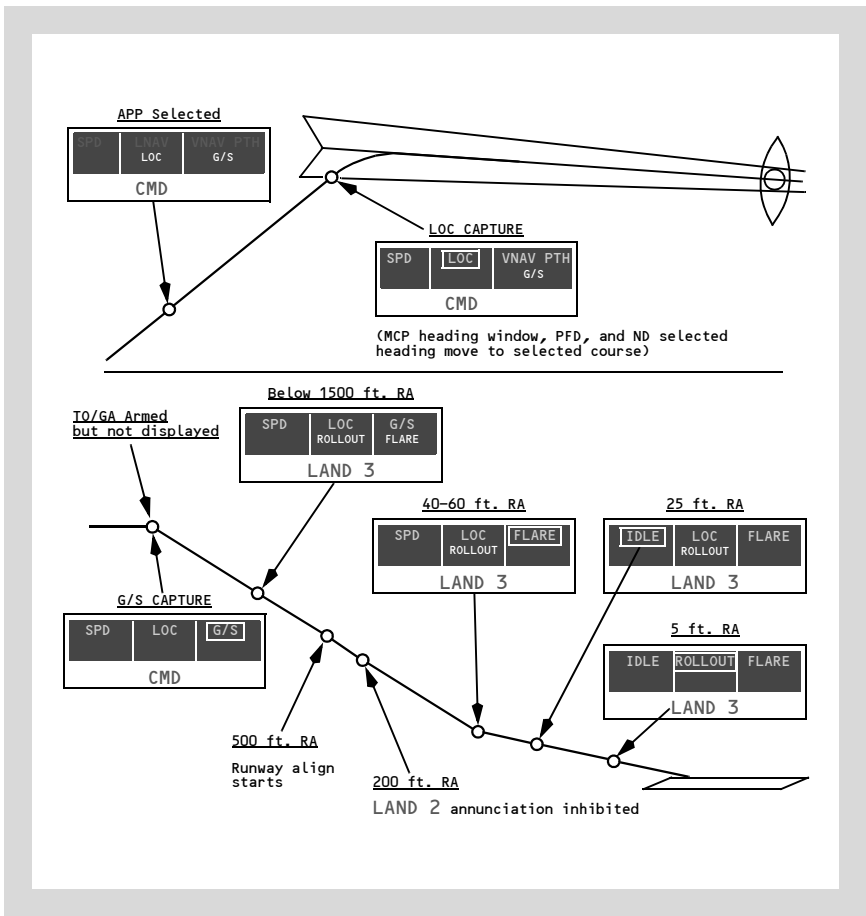 APP Selected
SPD LNAV VNAV PTH
LOC G/S
CMD
LOC CAPTURE
SPD LOC VNAV PTH
G/S
CMD
(MCP heading window, PFD, and ND selected
heading move to selected course)
Below 1500 ft. RA
SPD LOC G/S
ROLLOUT FLARE
LAND 3
TO/GA Armed
but not displayed
40-60 ft. RA
SPD LOC FLARE
ROLLOUT
LAND 3
25 ft. RA
IDLE LOC FLARE
ROLLOUT
LAND 3
G/S CAPTURE
SPD LOC G/S
CMD
5 ft. RA
IDLE ROLLOUT FLARE
LAND 3
500 ft. RA
Runway align
starts
200 ft. RA
LAND 2 annunciation inhibited